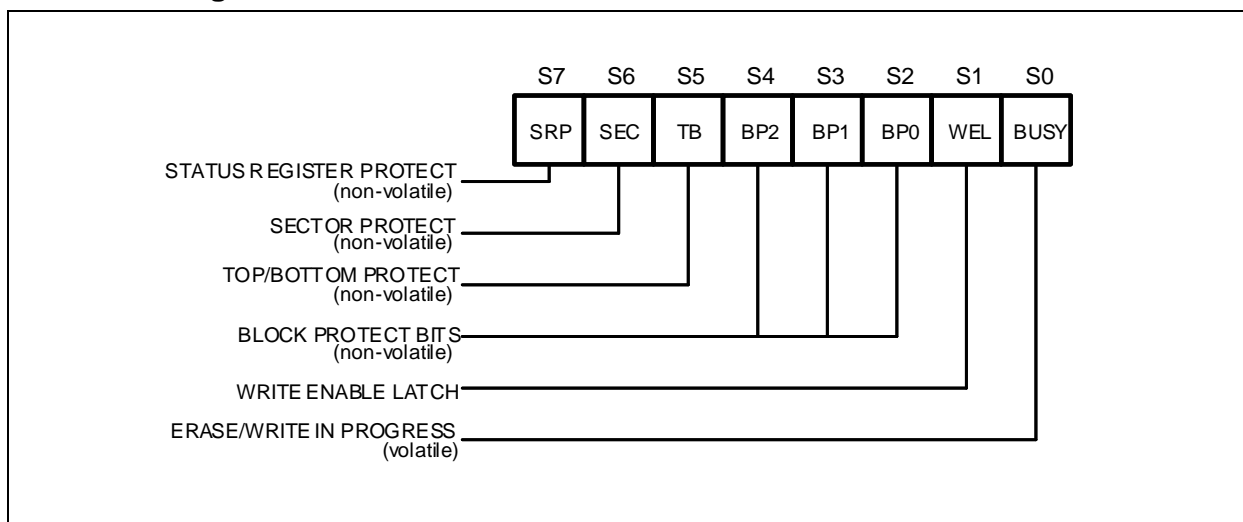 S7 S6 S5 S4 S3 S2 S1 S0
SRP SEC TB BP2 BP1 BP0 WEL BUSY
STATUS REGISTER PROTECT
(non-volatile)
SECTOR PROTECT
(non-volatile)
TOP/BOTTOM PROTECT
(non-volatile)
BLOCK PROTECT BITS
(non-volatile)
WRITE ENABLE LATCH
ERASE/WRITE IN PROGRESS
(volatile)